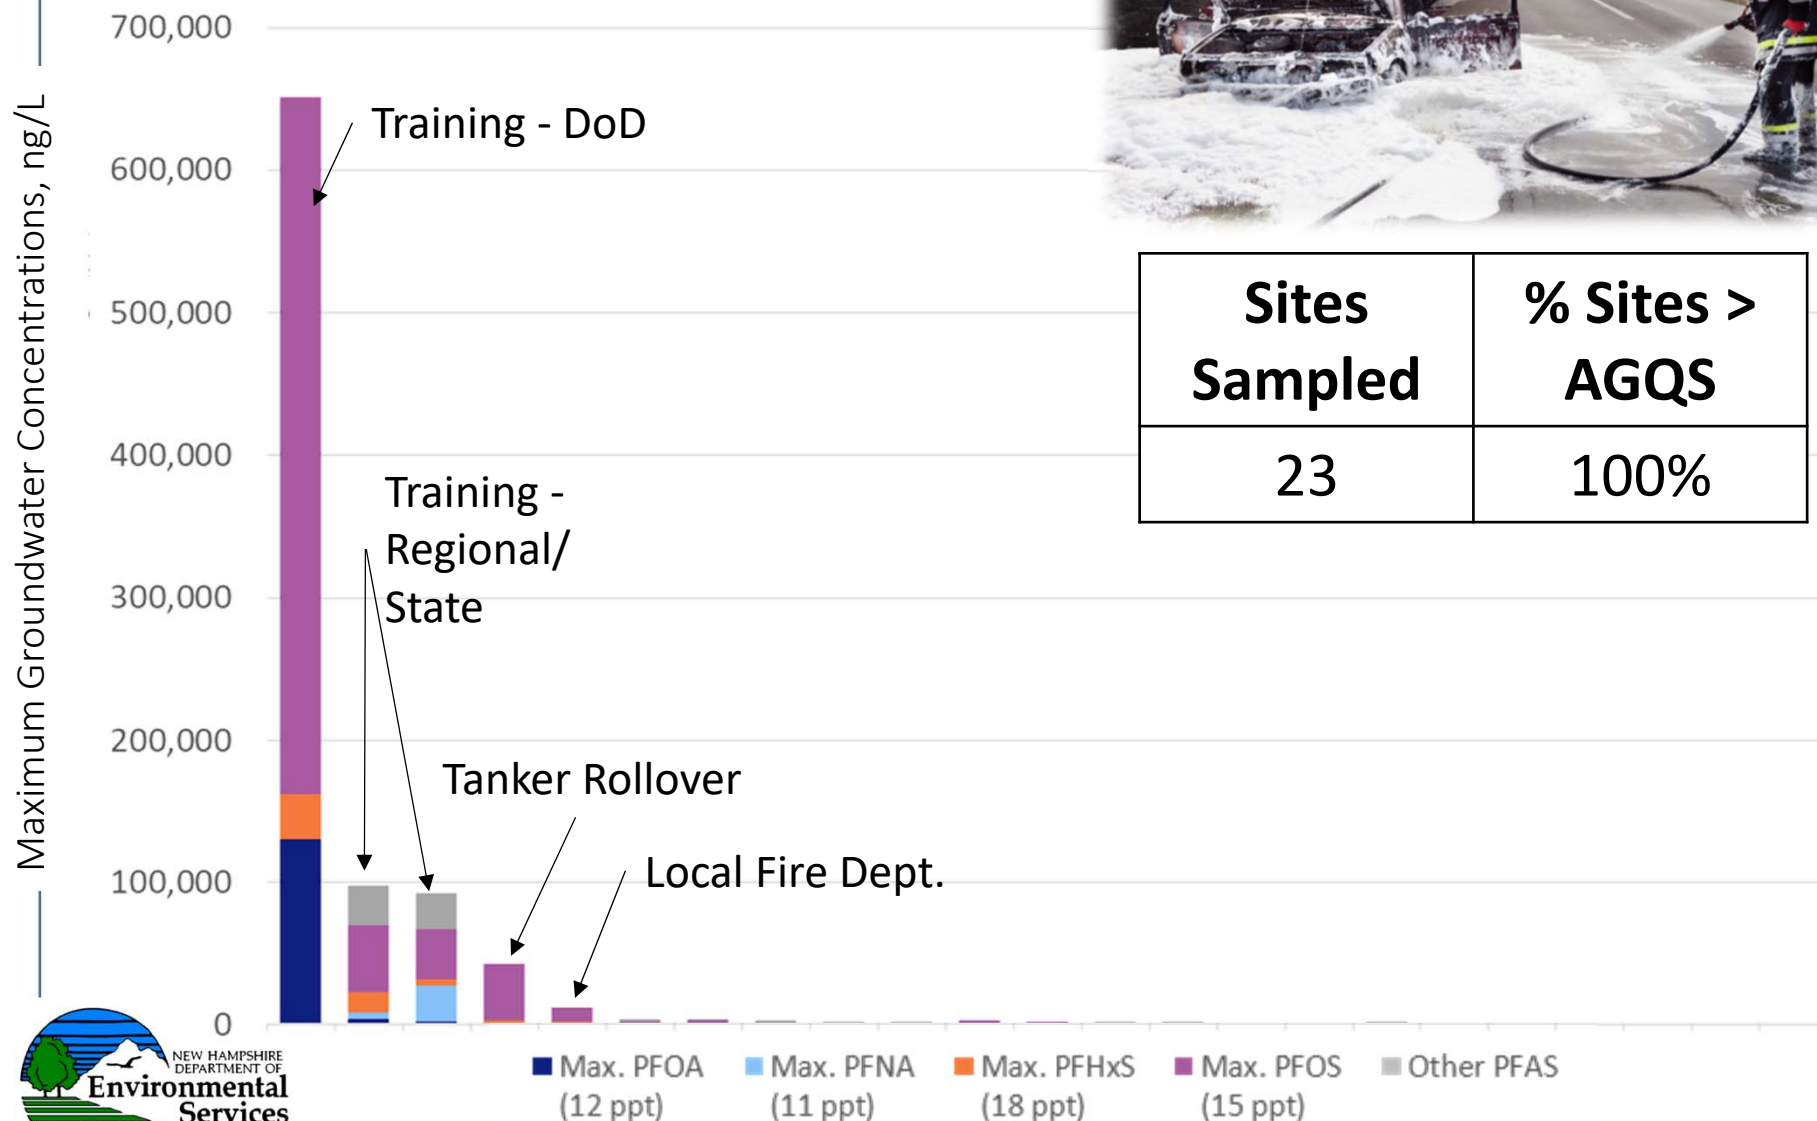 Maximum Groundwater Concentrations, ng/L
700,000
600,000
500,000
400,000
300,000
200,000
100,000
0
Training - DoD
Training -
Regional/
State
Tanker Rollover
Local Fire Dept.
Sites
Sampled
% Sites >
AGQS
23
100%
Max. PFOA
(12 ppt)
Max. PFNA
(11 ppt)
Max. PFHxS
(18 ppt)
Max. PFOS
(15 ppt)
Other PFAS
NEW HAMPSHIRE
DEPARTMENT OF
Environmental
Services